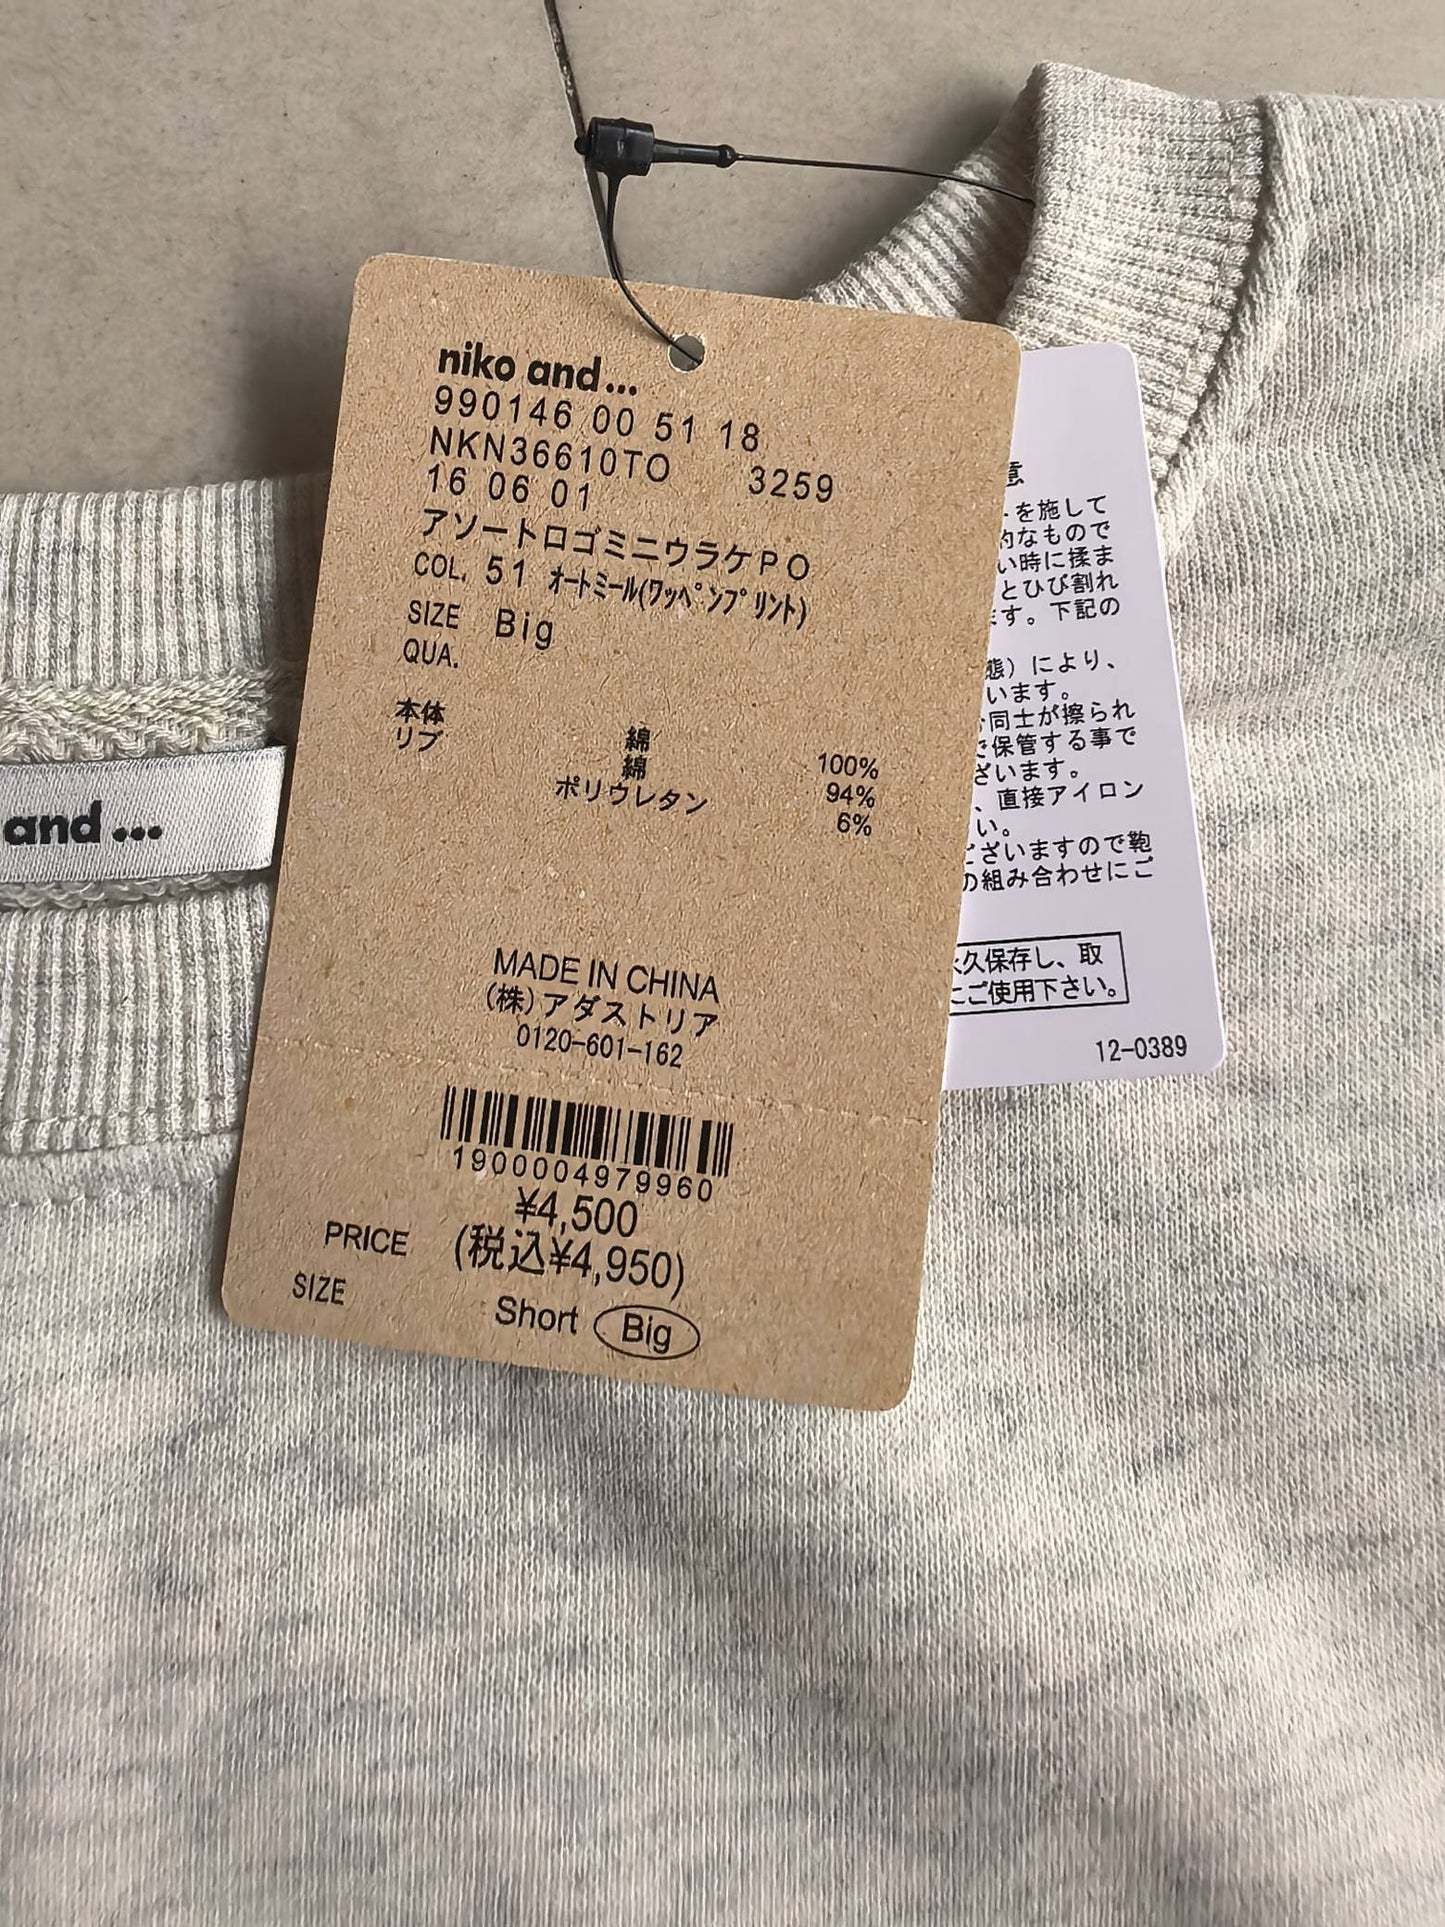 niko and...
990146 00 51 18
NKN36610TO 3259
16 06 01
アソートロゴミニウラケPO
COL. 51 オートミール(ワッペンプリント)
SIZE Big
QUA.
本体 綿 100%
リブ 綿 94%
ポリウレタン 6%
MADE IN CHINA
(株)アダストリア
0120-601-162
1900004979960
¥4,500
PRICE (税込¥4,950)
SIZE Short Big
and...
意
を施して
的なもので
い時に揉ま
とひび割れ
ます。下記の
態)により、
います。
同士が擦られ
で保管する事で
ざいます。
、直接アイロン
い。
ございますので鞄
の組み合わせにご
永久保存し、取
にご使用下さい。
12-0389